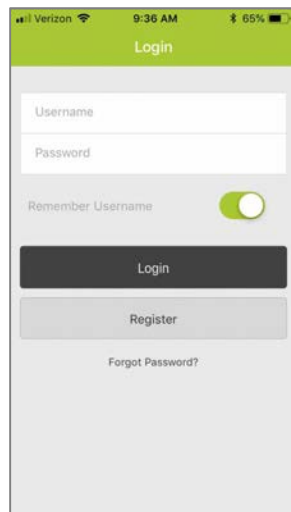 Verizon 9:36 AM 65%
Login
Username
Password
Remember Username
Login
Register
Forgot Password?